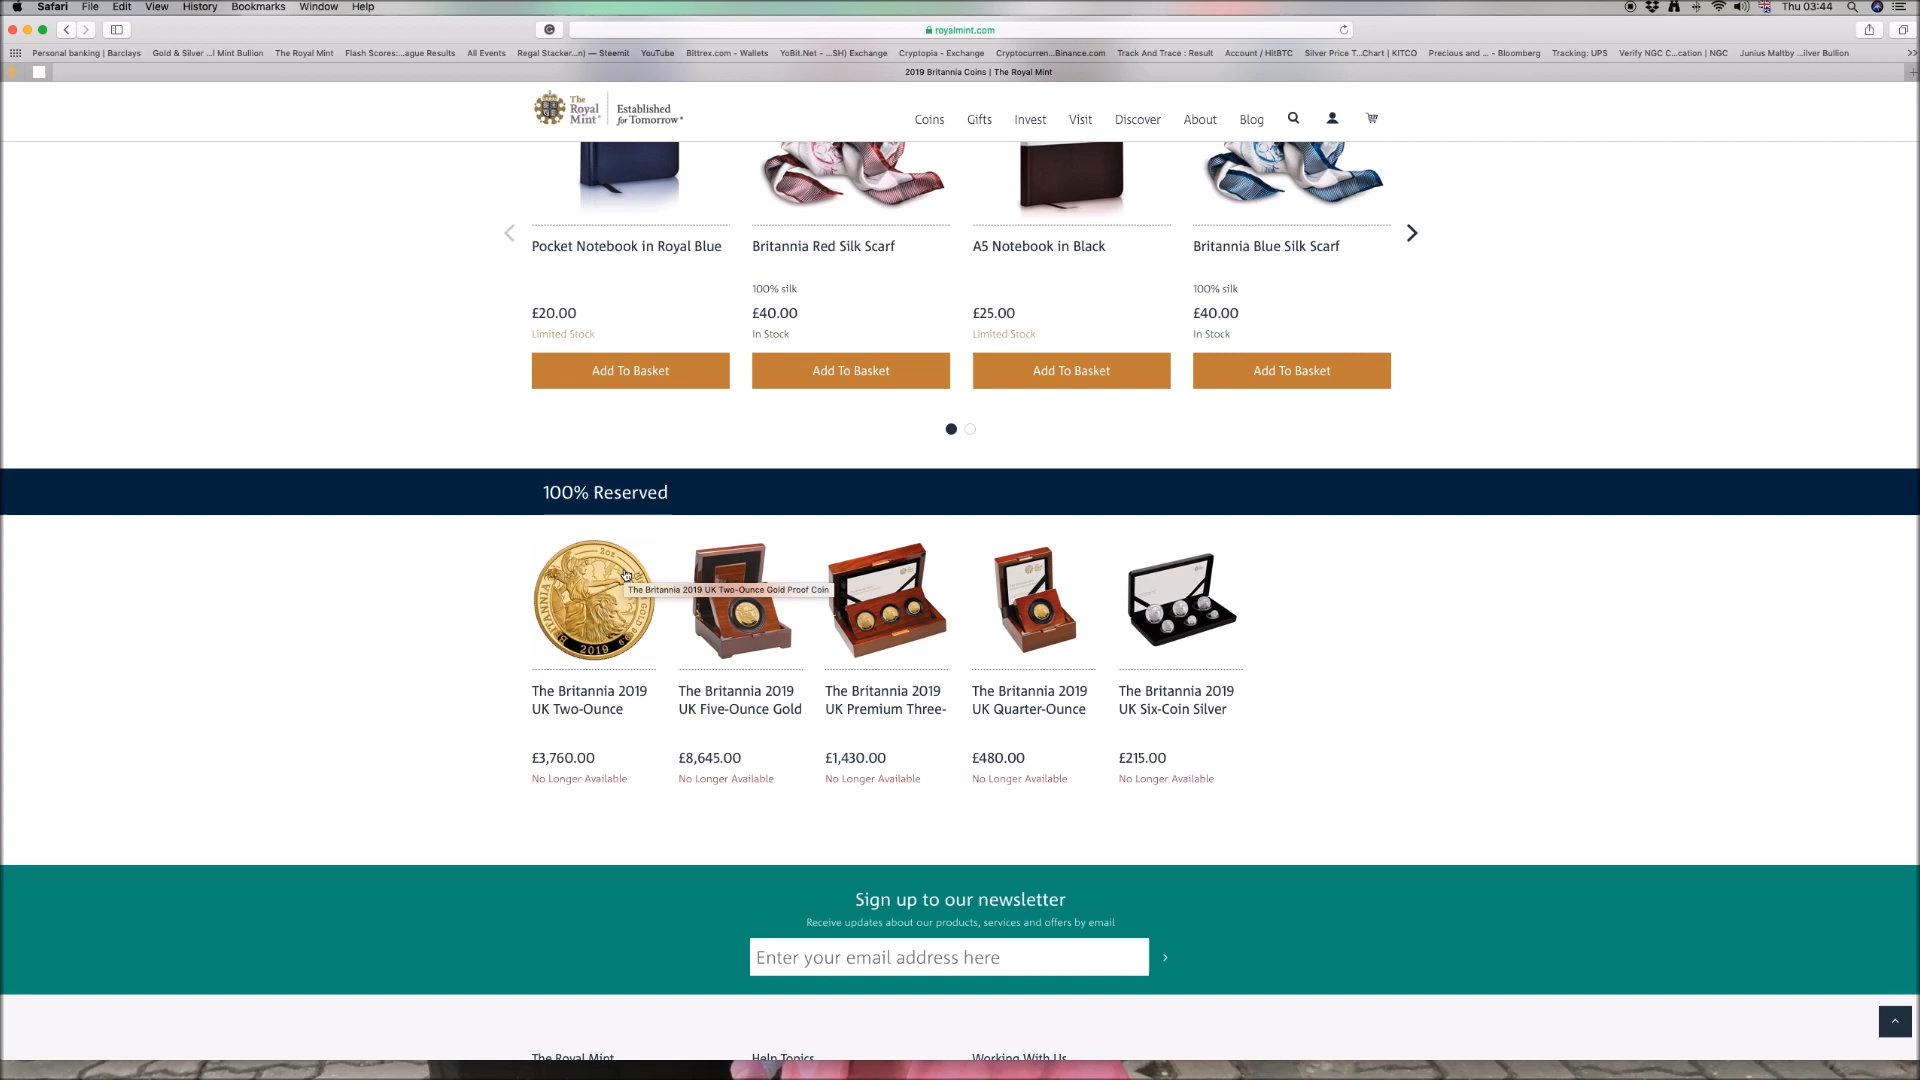 Safari File Edit View History Bookmarks Window Help Thu 03:44
royalmint.com
Personal banking | Barclays Gold & Silver ...l Mint Bullion The Royal Mint Flash Scores:...ague Results All Events Regal Stacker...n) — Steemit YouTube Bittrex.com - Wallets YoBit.Net - ...SH) Exchange Cryptopia - Exchange Cryptocurren...Binance.com Track And Trace : Result Account / HitBTC Silver Price T...Chart | KITCO Precious and ... - Bloomberg Tracking: UPS Verify NGC C...cation | NGC Junius Maltby ...ilver Bullion
2019 Britannia Coins | The Royal Mint
The Royal Mint® Established for Tomorrow®
Coins Gifts Invest Visit Discover About Blog
Pocket Notebook in Royal Blue Britannia Red Silk Scarf A5 Notebook in Black Britannia Blue Silk Scarf
100% silk 100% silk
£20.00 £40.00 £25.00 £40.00
Limited Stock In Stock Limited Stock In Stock
Add To Basket Add To Basket Add To Basket Add To Basket
100% Reserved
BRITANNIA 2oz GOLD 2019
The Britannia 2019 UK Two-Ounce Gold Proof Coin
The Britannia 2019 The Britannia 2019 The Britannia 2019 The Britannia 2019 The Britannia 2019
UK Two-Ounce UK Five-Ounce Gold UK Premium Three- UK Quarter-Ounce UK Six-Coin Silver
£3,760.00 £8,645.00 £1,430.00 £480.00 £215.00
No Longer Available No Longer Available No Longer Available No Longer Available No Longer Available
Sign up to our newsletter
Receive updates about our products, services and offers by email
Enter your email address here
The Royal Mint Help Topics Working With Us